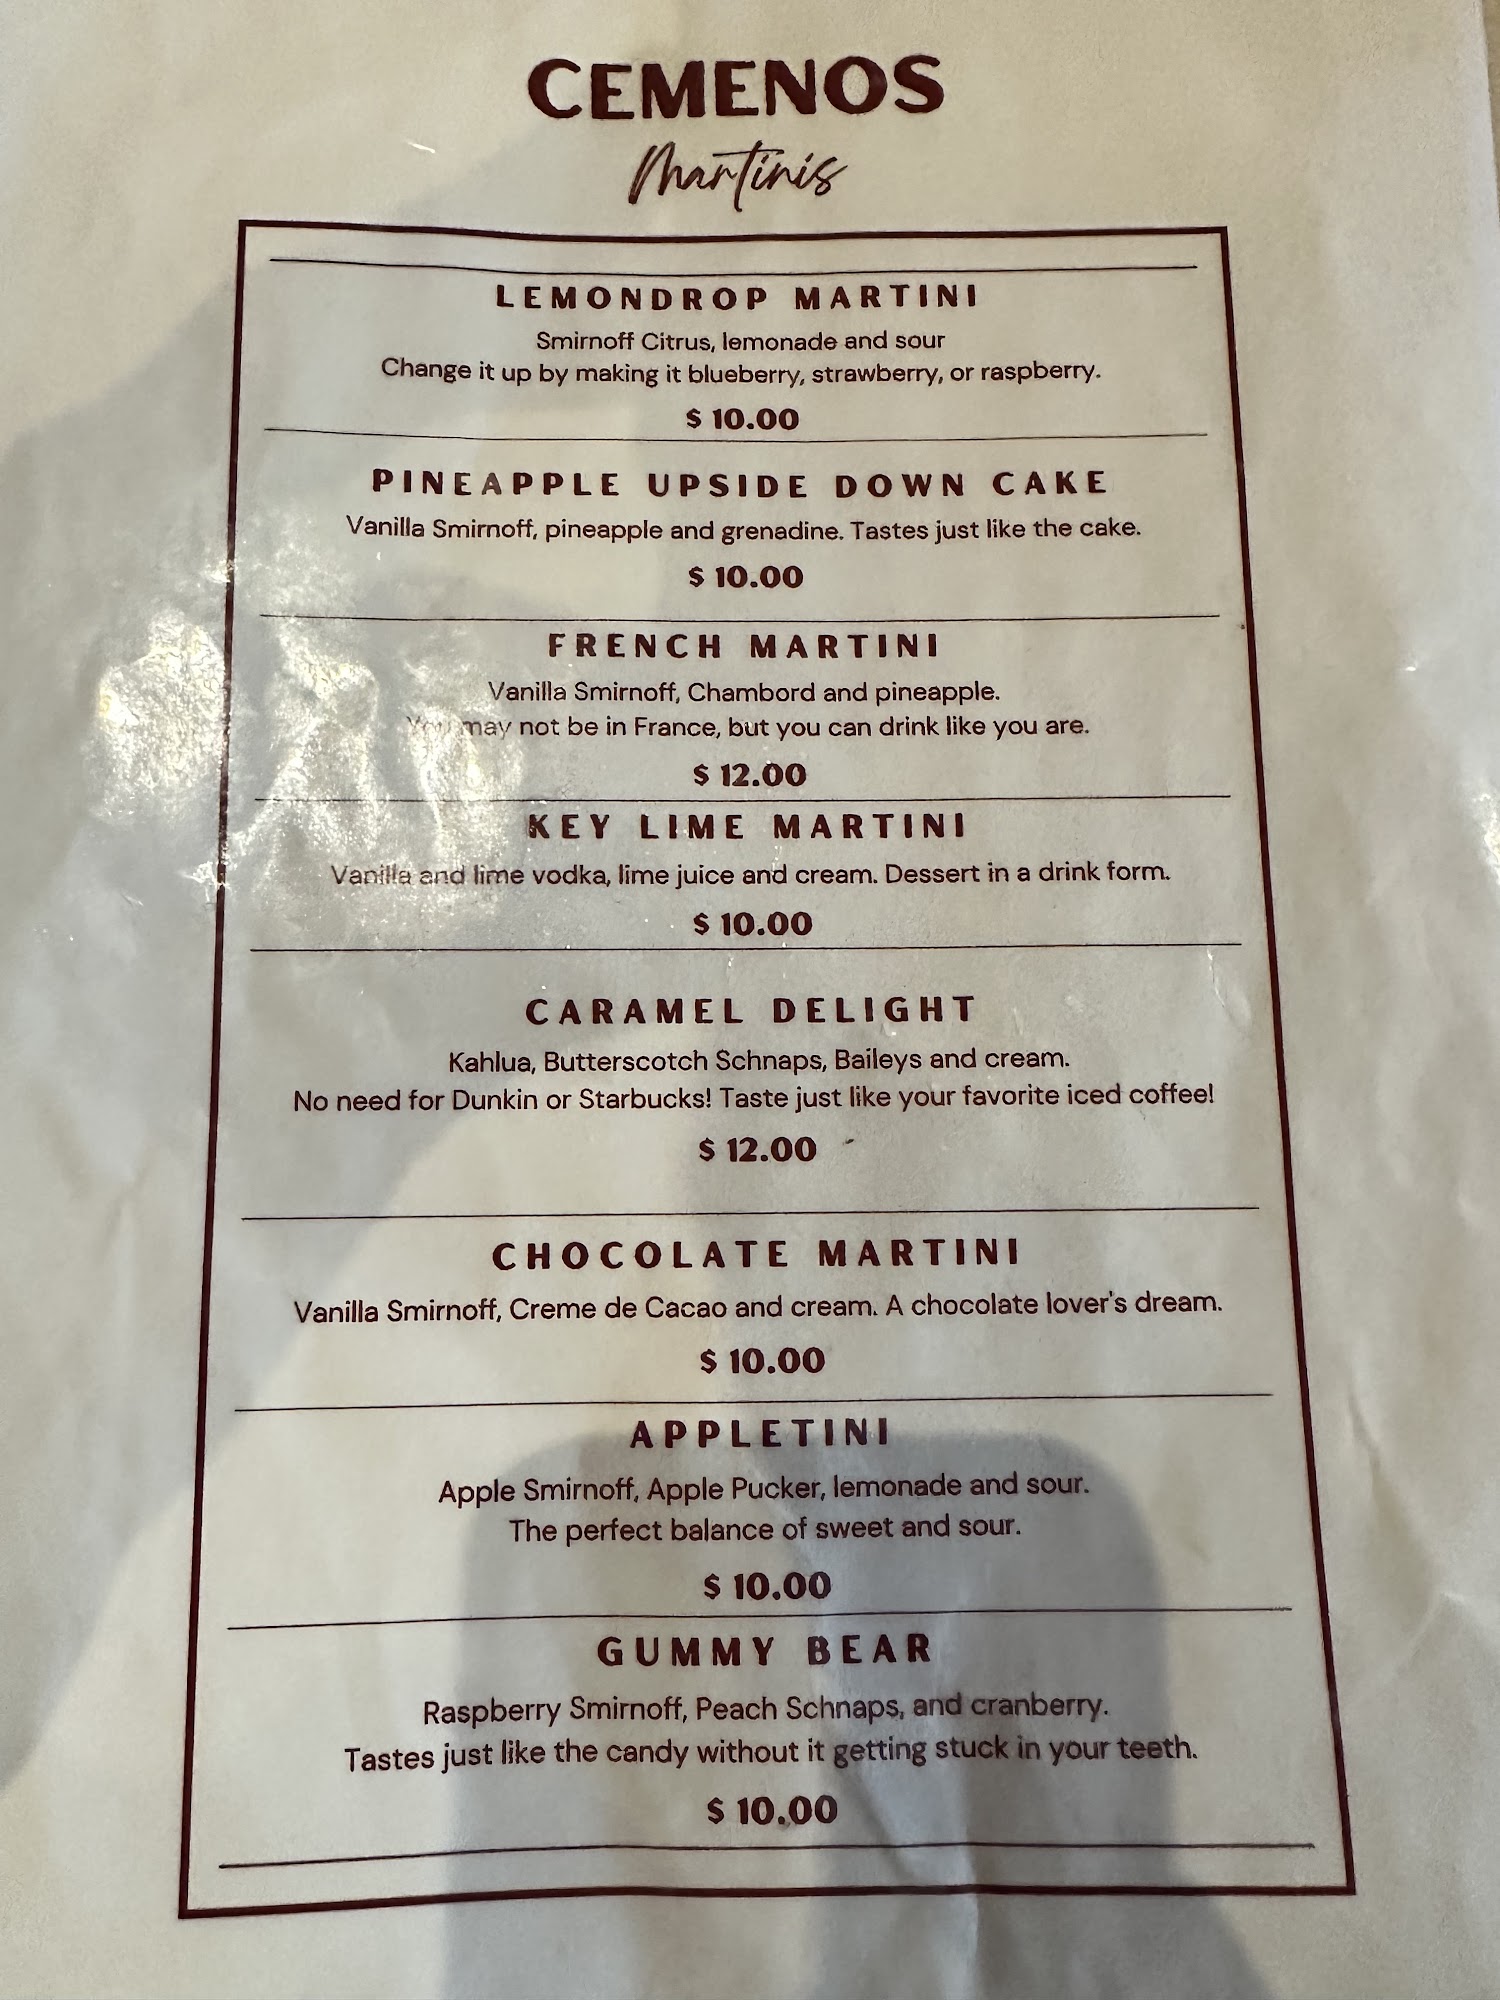 CEMENOS
Martinis
LEMONDROP MARTINI
Smirnoff Citrus, lemonade and sour
Change it up by making it blueberry, strawberry, or raspberry.
$ 10.00
PINEAPPLE UPSIDE DOWN CAKE
Vanilla Smirnoff, pineapple and grenadine. Tastes just like the cake.
$ 10.00
FRENCH MARTINI
Vanilla Smirnoff, Chambord and pineapple.
You may not be in France, but you can drink like you are.
$ 12.00
KEY LIME MARTINI
Vanilla and lime vodka, lime juice and cream. Dessert in a drink form.
$ 10.00
CARAMEL DELIGHT
Kahlua, Butterscotch Schnaps, Baileys and cream.
No need for Dunkin or Starbucks! Taste just like your favorite iced coffee!
$ 12.00
CHOCOLATE MARTINI
Vanilla Smirnoff, Creme de Cacao and cream. A chocolate lover's dream.
$ 10.00
APPLETINI
Apple Smirnoff, Apple Pucker, lemonade and sour.
The perfect balance of sweet and sour.
$ 10.00
GUMMY BEAR
Raspberry Smirnoff, Peach Schnaps, and cranberry.
Tastes just like the candy without it getting stuck in your teeth.
$ 10.00